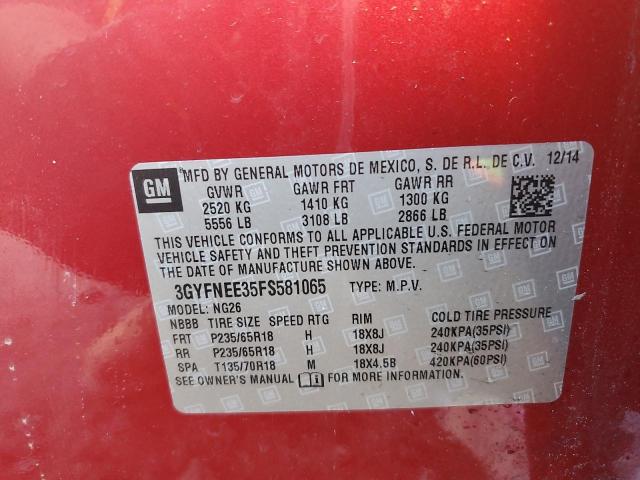 GM
MFD BY GENERAL MOTORS DE MEXICO, S. DE R.L. DE C.V. 12/14
GVWR GAWR FRT GAWR RR
2520 KG 1410 KG 1300 KG
5556 LB 3108 LB 2866 LB
THIS VEHICLE CONFORMS TO ALL APPLICABLE U.S. FEDERAL MOTOR
VEHICLE SAFETY AND THEFT PREVENTION STANDARDS IN EFFECT ON
DATE OF MANUFACTURE SHOWN ABOVE.
3GYFNEE35FS581065 TYPE: M.P.V.
MODEL: NG26
NBBB TIRE SIZE SPEED RTG RIM COLD TIRE PRESSURE
FRT P235/65R18 H 18X8J 240KPA(35PSI)
RR P235/65R18 H 18X8J 240KPA(35PSI)
SPA T135/70R18 M 18X4.5B 420KPA(60PSI)
SEE OWNER'S MANUAL FOR MORE INFORMATION.